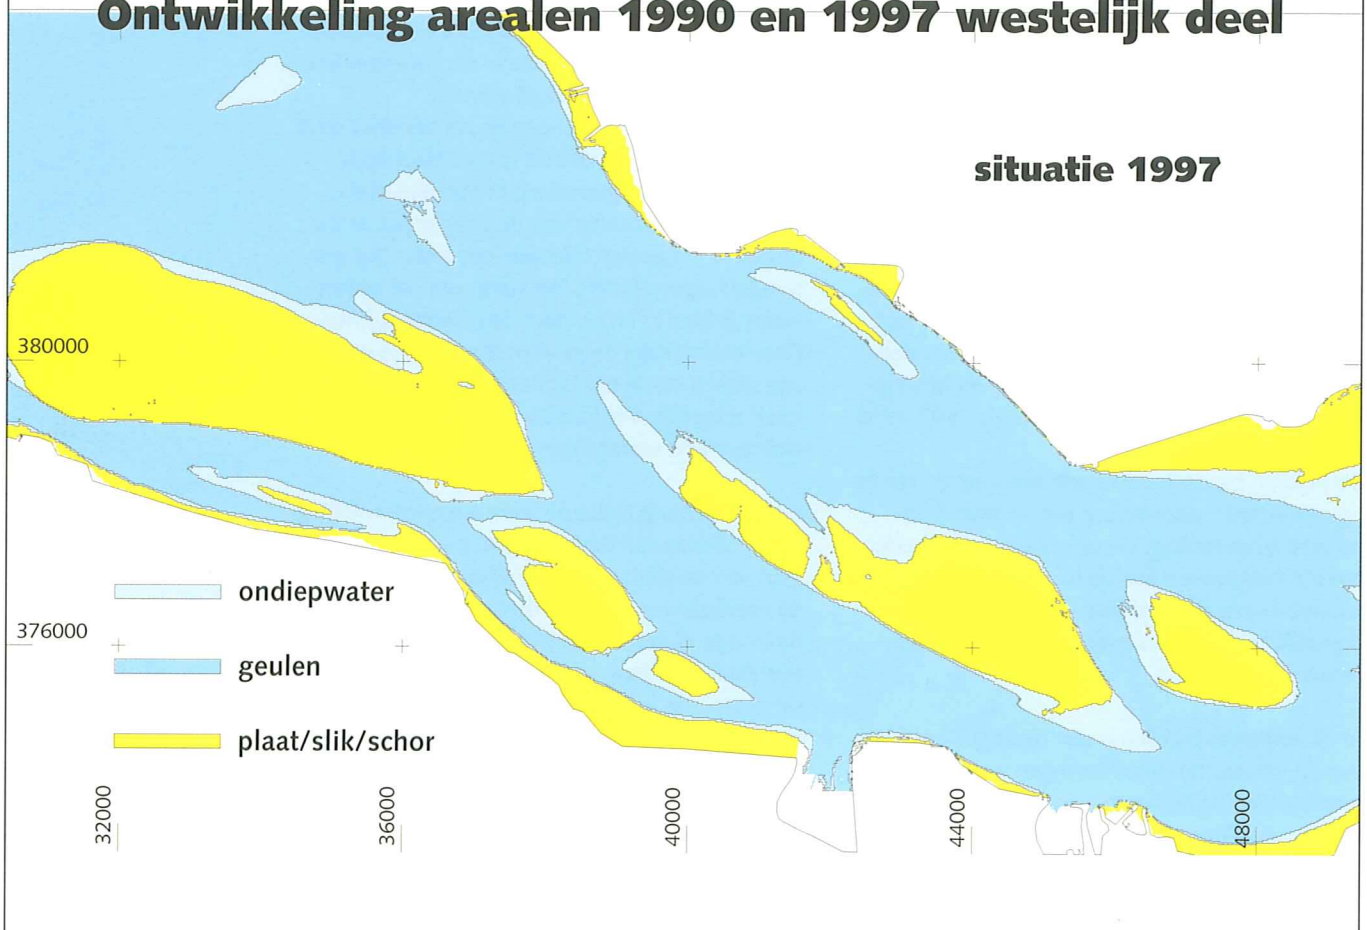 Ontwikkeling arealen 1990 en 1997 westelijk deel
situatie 1997
380000
ondiepwater
376000
geulen
plaat/slik/schor
32000
36000
40000
44000
48000